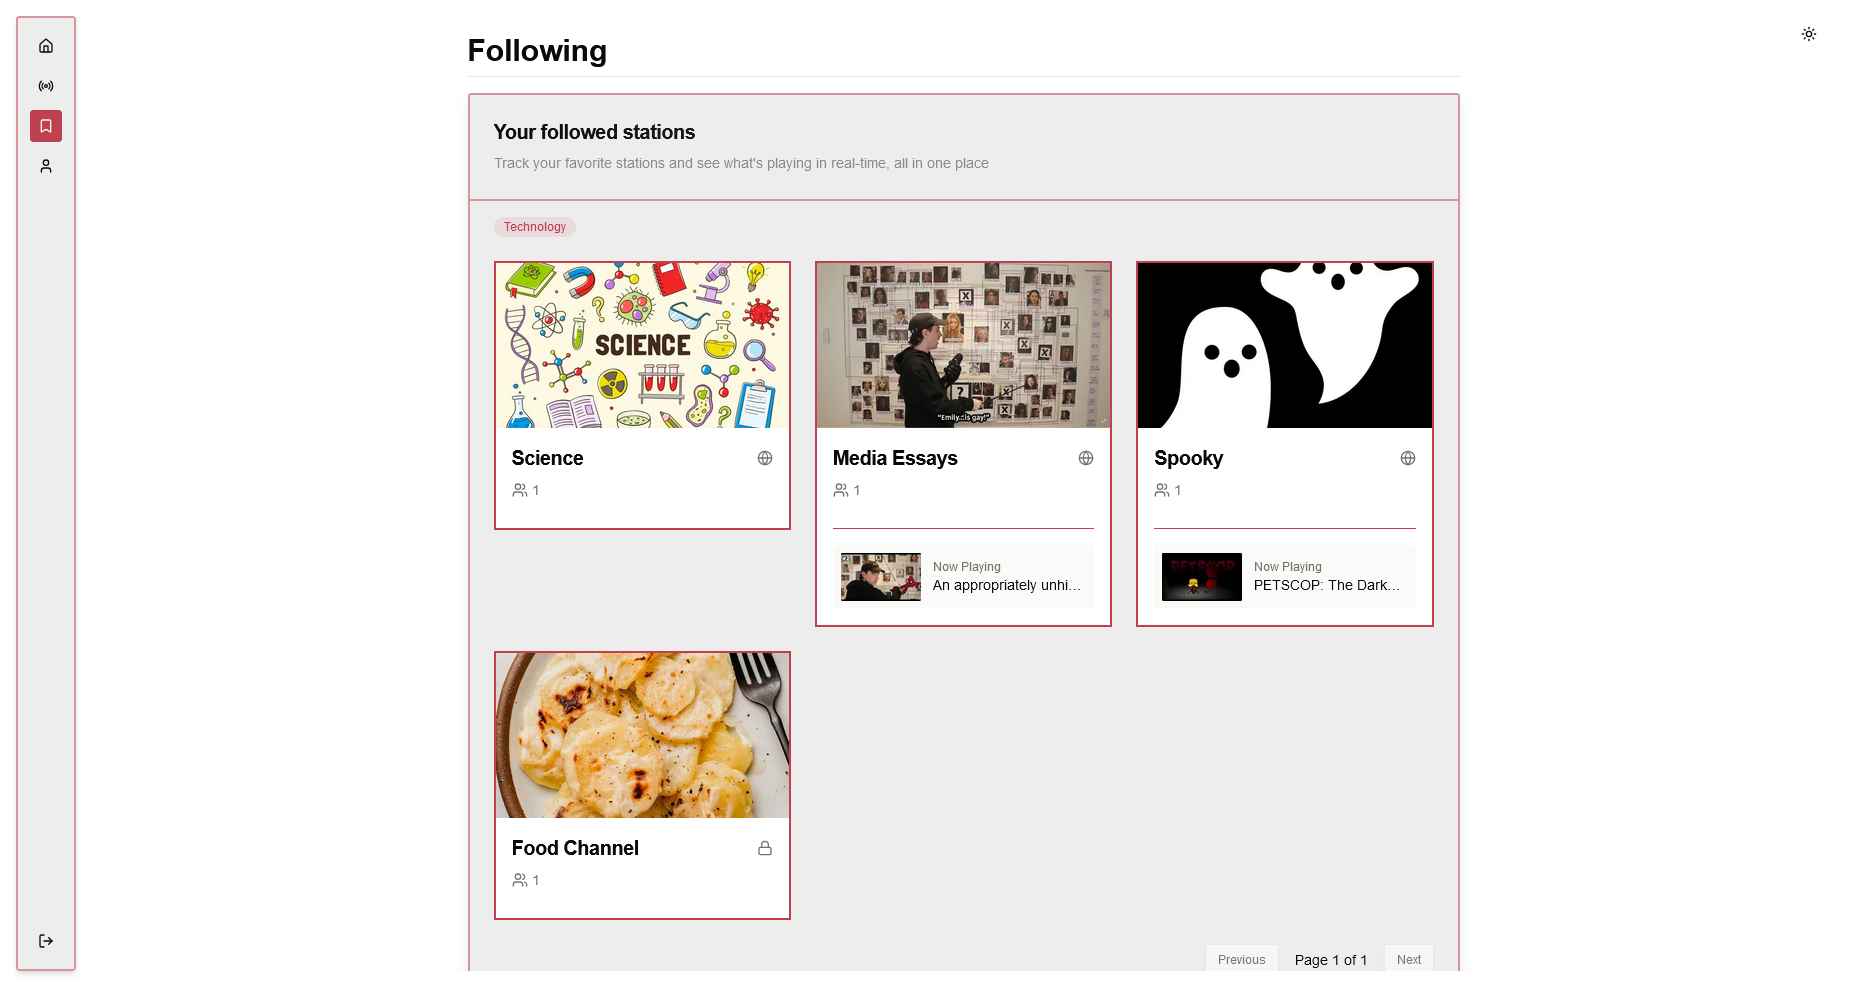 Following
Your followed stations
Track your favorite stations and see what's playing in real-time, all in one place
Technology
SCIENCE
"Emily...is gay!"
Science
1
Media Essays
1
Now Playing
An appropriately unhi...
Spooky
1
PETSCOP
Now Playing
PETSCOP: The Dark...
Food Channel
1
Previous
Page 1 of 1
Next